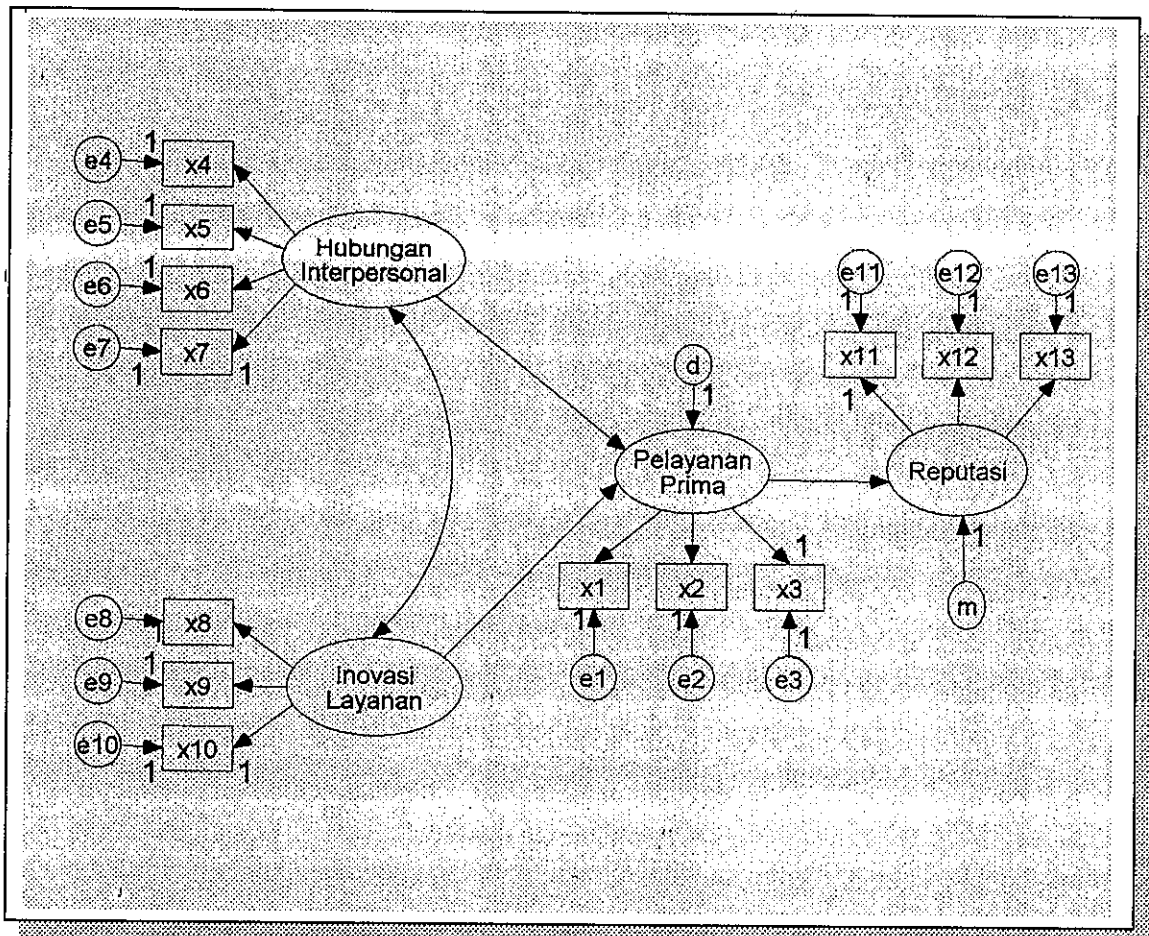 1
e4
x4
1
e5
x5
1
e6
x6
e7
x7
1
1
Hubungan
Interpersonal
e11
e12
e13
1
1
1
x11
x12
x13
1
d
1
Pelayanan
Prima
Reputasi
1
m
1
x1
x2
x3
1
1
1
e1
e2
e3
e8
x8
1
1
e9
x9
e10
x10
1
1
Inovasi
Layanan